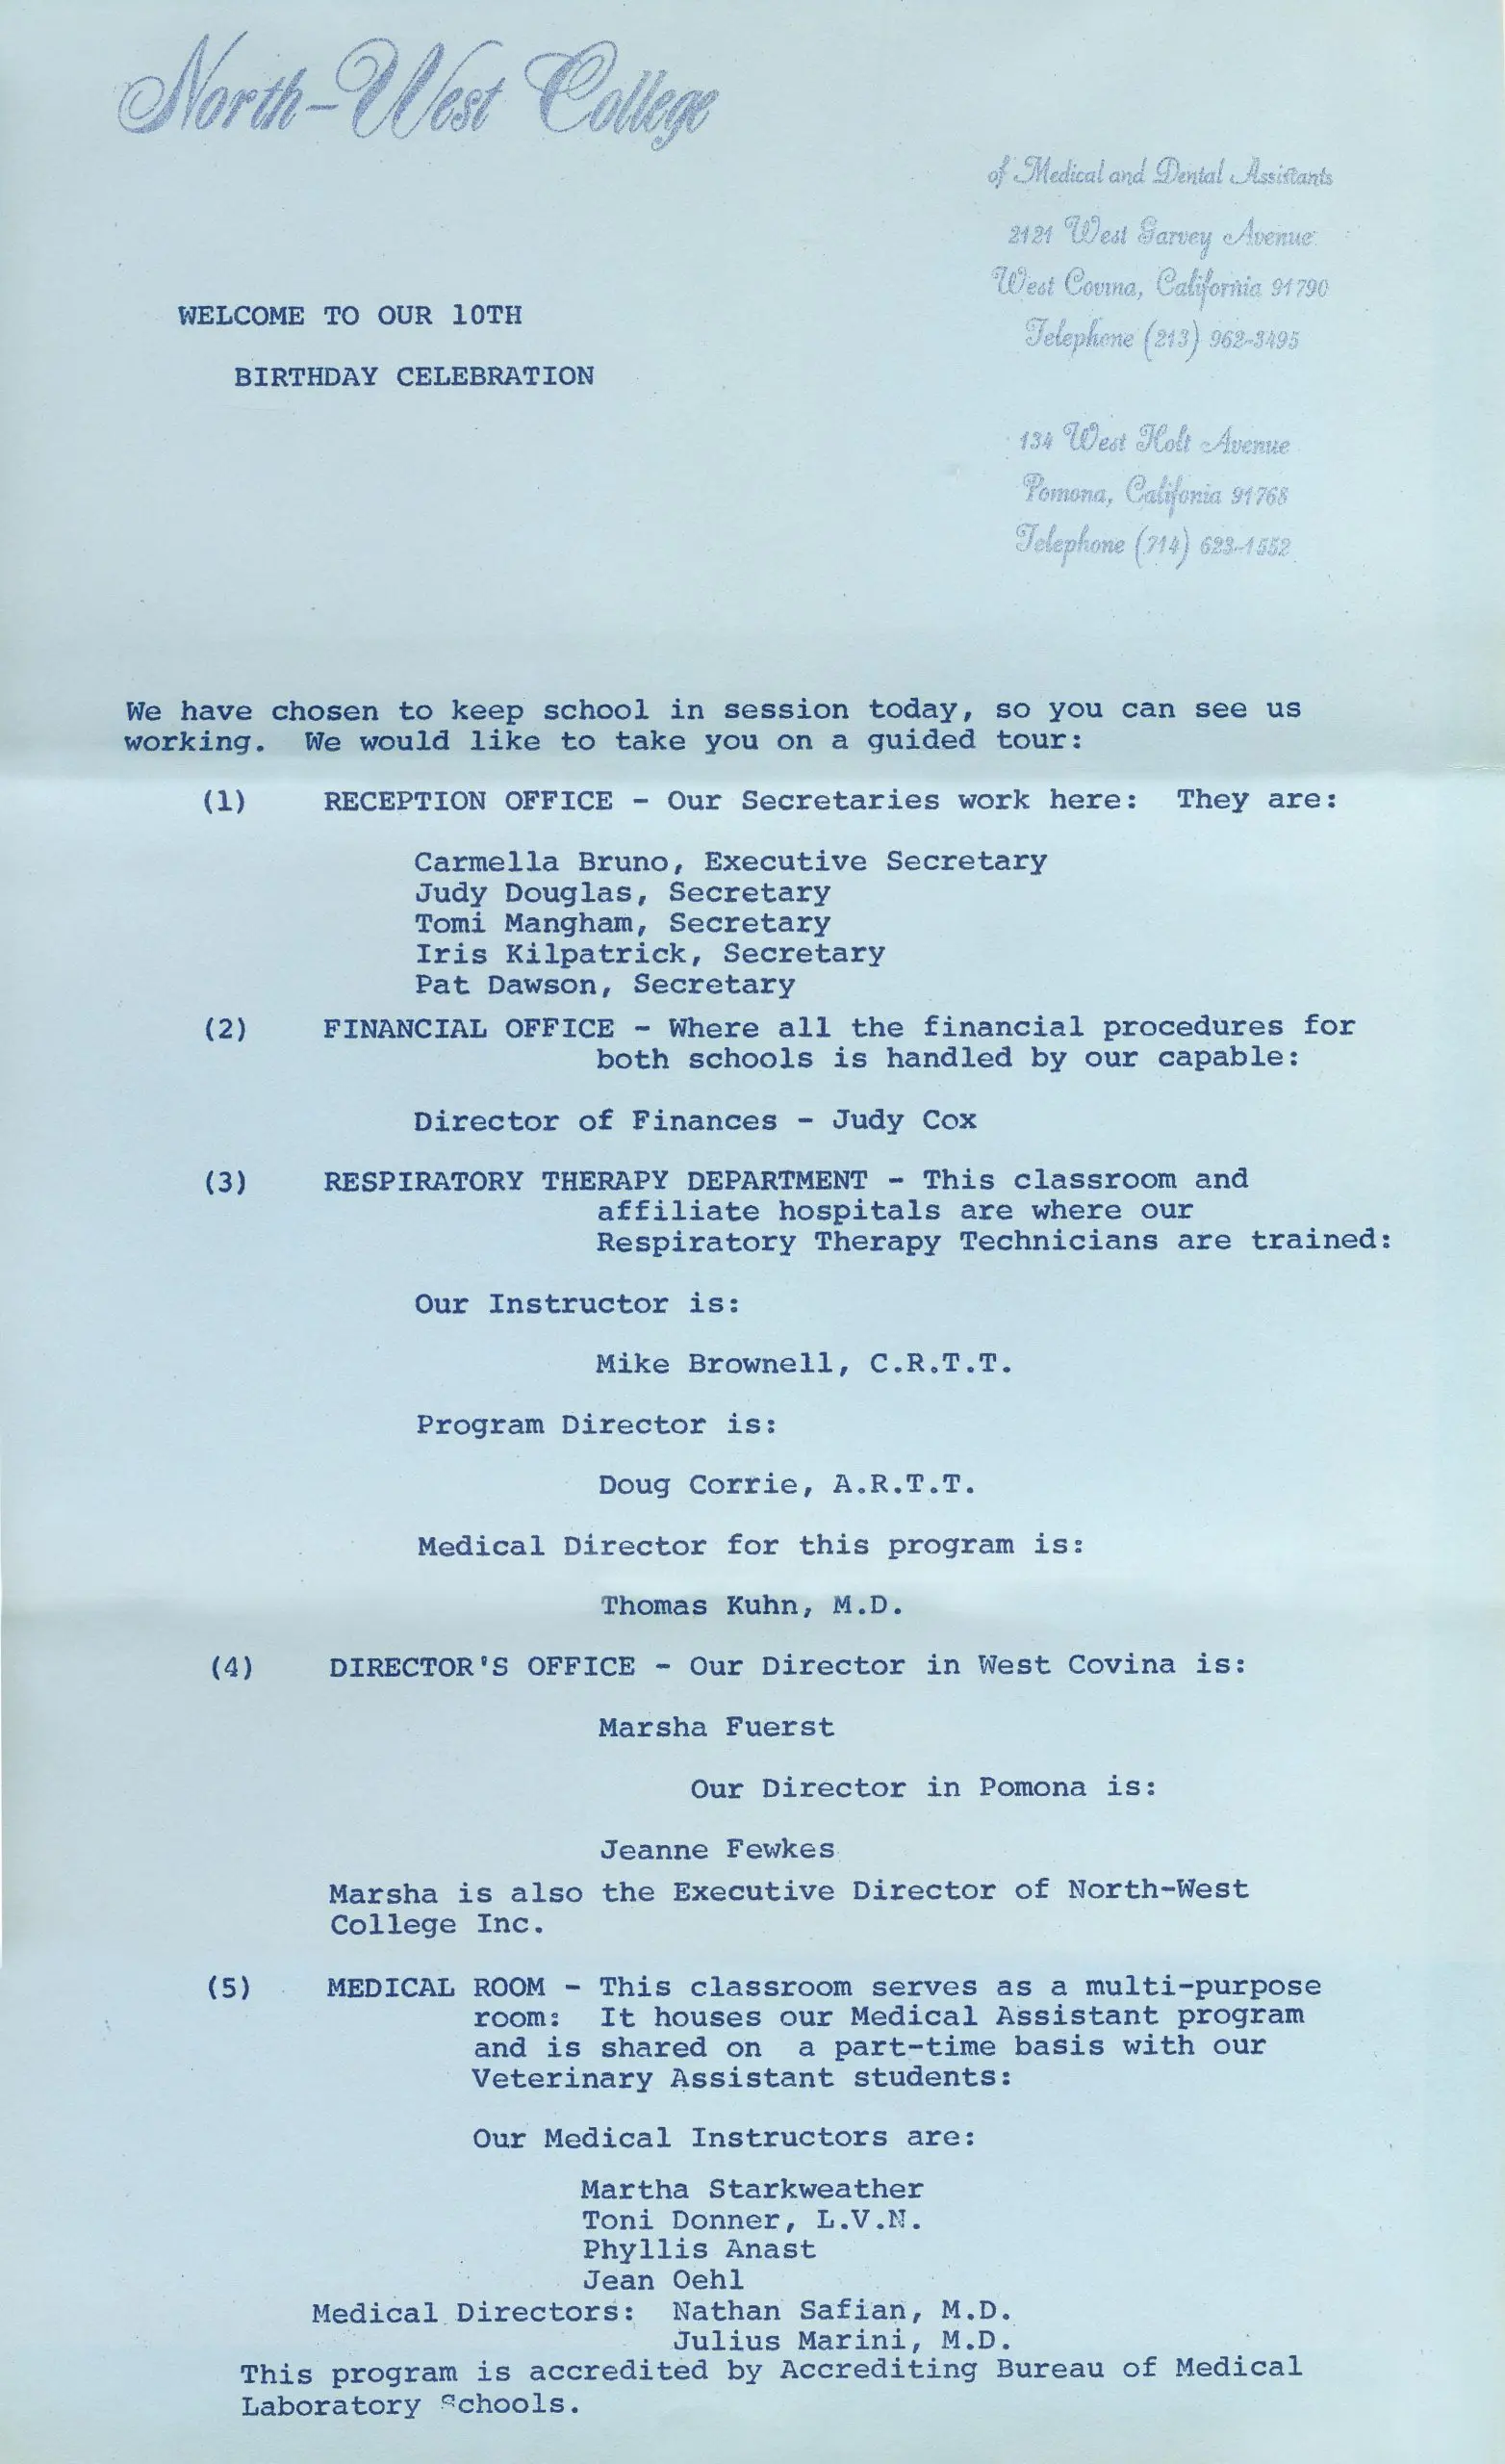 North-West College
of Medical and Dental Assistants
2121 West Garvey Avenue
West Covina, California 91790
Telephone (213) 962-3495
WELCOME TO OUR 10TH
BIRTHDAY CELEBRATION
134 West Holt Avenue
Pomona, Califonia 91768
Telephone (714) 623-1552
We have chosen to keep school in session today, so you can see us
working. We would like to take you on a guided tour:
(1) RECEPTION OFFICE - Our Secretaries work here: They are:
Carmella Bruno, Executive Secretary
Judy Douglas, Secretary
Tomi Mangham, Secretary
Iris Kilpatrick, Secretary
Pat Dawson, Secretary
(2) FINANCIAL OFFICE - Where all the financial procedures for
both schools is handled by our capable:
Director of Finances - Judy Cox
(3) RESPIRATORY THERAPY DEPARTMENT - This classroom and
affiliate hospitals are where our
Respiratory Therapy Technicians are trained:
Our Instructor is:
Mike Brownell, C.R.T.T.
Program Director is:
Doug Corrie, A.R.T.T.
Medical Director for this program is:
Thomas Kuhn, M.D.
(4) DIRECTOR'S OFFICE - Our Director in West Covina is:
Marsha Fuerst
Our Director in Pomona is:
Jeanne Fewkes
Marsha is also the Executive Director of North-West
College Inc.
(5) MEDICAL ROOM - This classroom serves as a multi-purpose
room: It houses our Medical Assistant program
and is shared on a part-time basis with our
Veterinary Assistant students:
Our Medical Instructors are:
Martha Starkweather
Toni Donner, L.V.N.
Phyllis Anast
Jean Oehl
Medical Directors: Nathan Safian, M.D.
Julius Marini, M.D.
This program is accredited by Accrediting Bureau of Medical
Laboratory Schools.